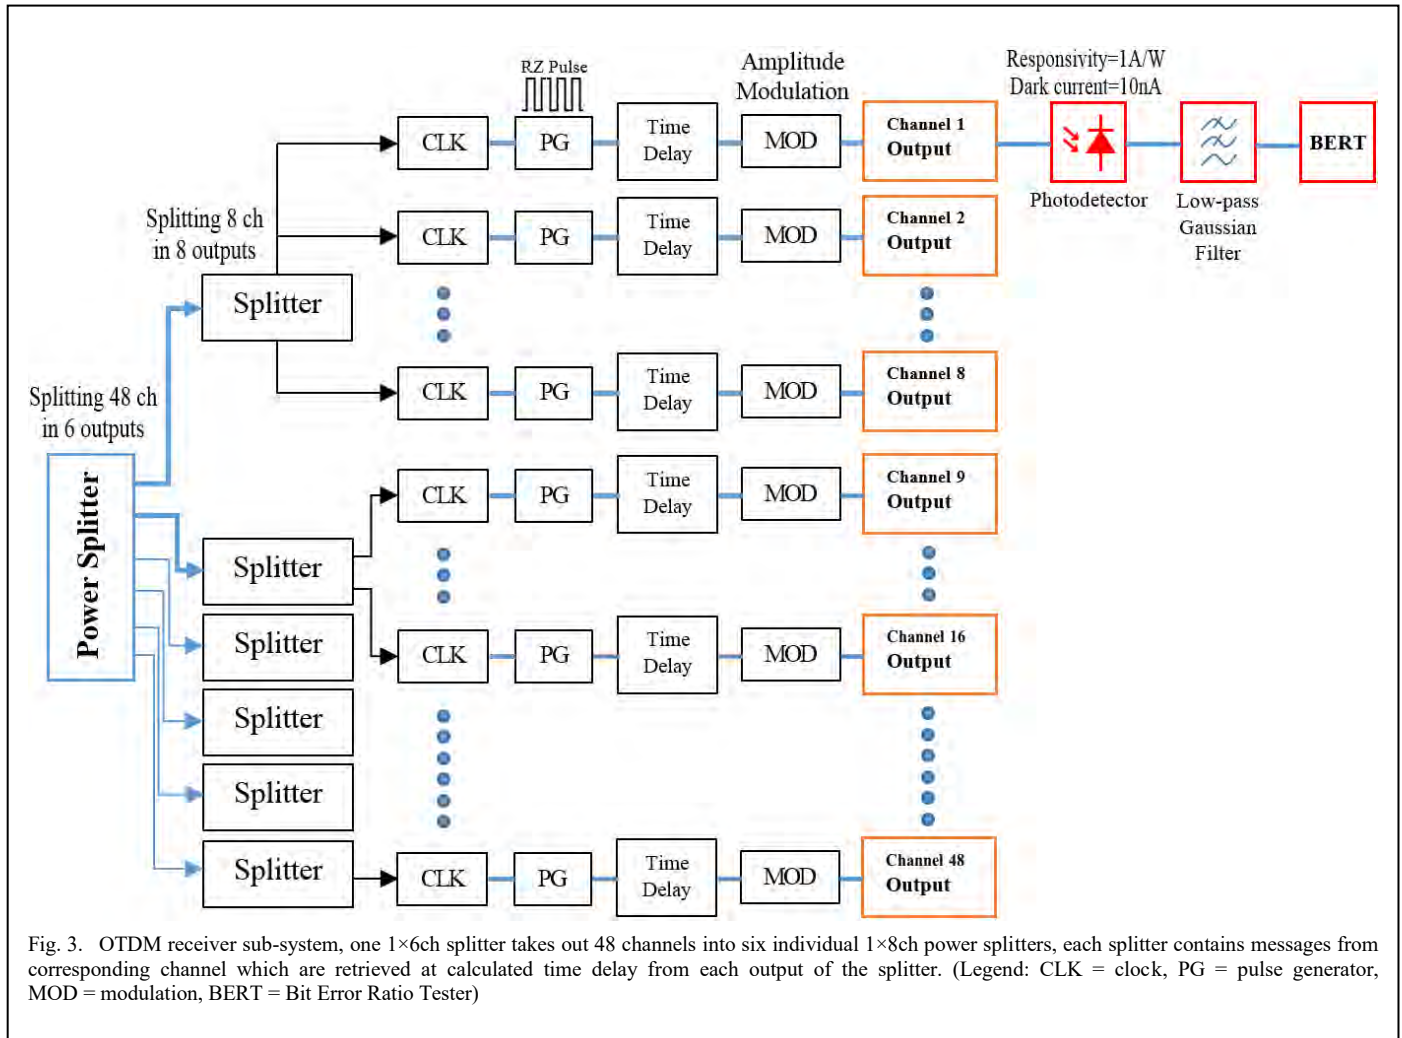 RZ Pulse
Amplitude
Modulation
Responsivity=1A/W
Dark current=10nA
CLK
PG
Time
Delay
MOD
Channel 1
Output
BERT
Photodetector
Low-pass
Gaussian
Filter
Splitting 8 ch
in 8 outputs
CLK
PG
Time
Delay
MOD
Channel 2
Output
Splitter
CLK
PG
Time
Delay
MOD
Channel 8
Output
Splitting 48 ch
in 6 outputs
Power Splitter
CLK
PG
Time
Delay
MOD
Channel 9
Output
Splitter
Splitter
CLK
PG
Time
Delay
MOD
Channel 16
Output
Splitter
Splitter
Splitter
CLK
PG
Time
Delay
MOD
Channel 48
Output
Fig. 3. OTDM receiver sub-system, one 1×6ch splitter takes out 48 channels into six individual 1×8ch power splitters, each splitter contains messages from
corresponding channel which are retrieved at calculated time delay from each output of the splitter. (Legend: CLK = clock, PG = pulse generator,
MOD = modulation, BERT = Bit Error Ratio Tester)